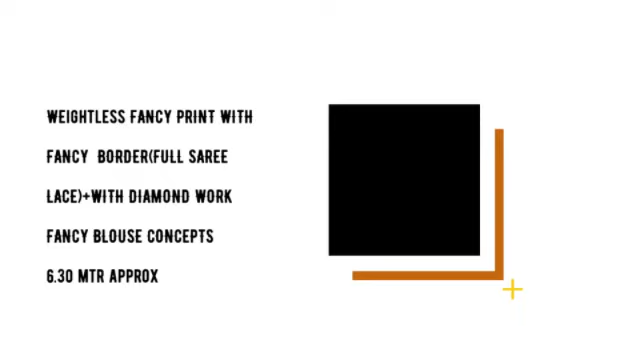 WEIGHTLESS FANCY PRINT WITH
FANCY BORDER(FULL SAREE
LACE)+WITH DIAMOND WORK
FANCY BLOUSE CONCEPTS
6.30 MTR APPROX